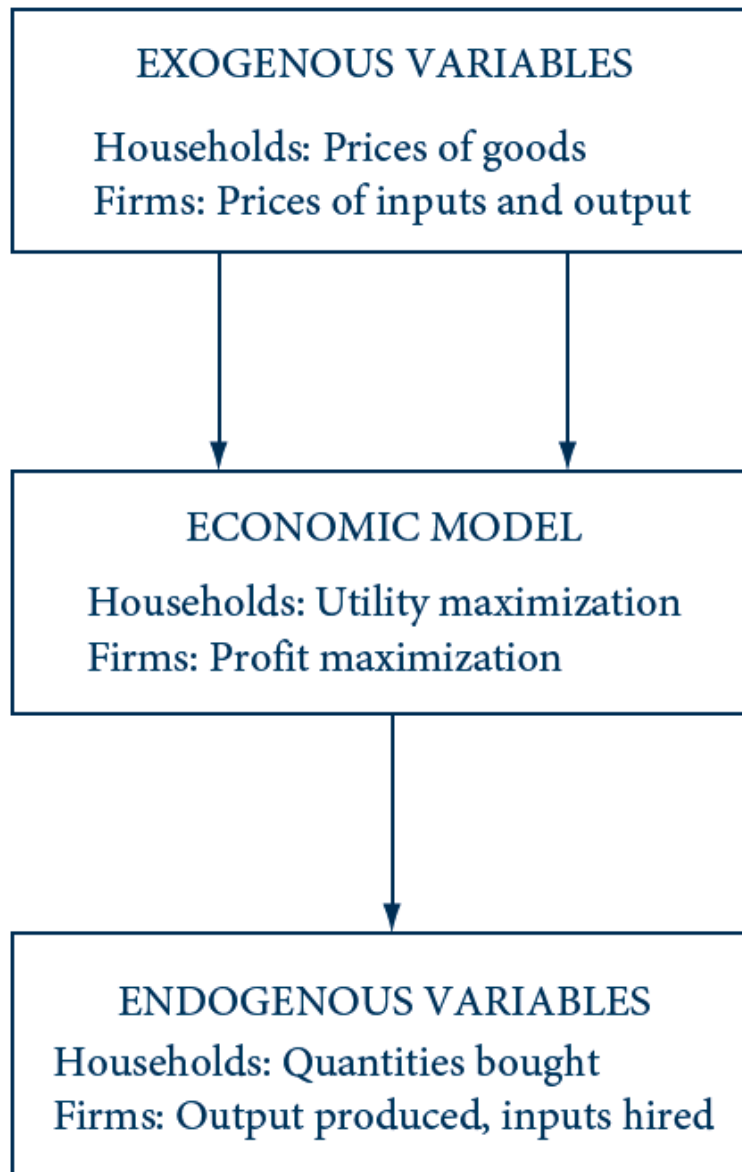 EXOGENOUS VARIABLES
Households: Prices of goods
Firms: Prices of inputs and output
ECONOMIC MODEL
Households: Utility maximization
Firms: Profit maximization
ENDOGENOUS VARIABLES
Households: Quantities bought
Firms: Output produced, inputs hired